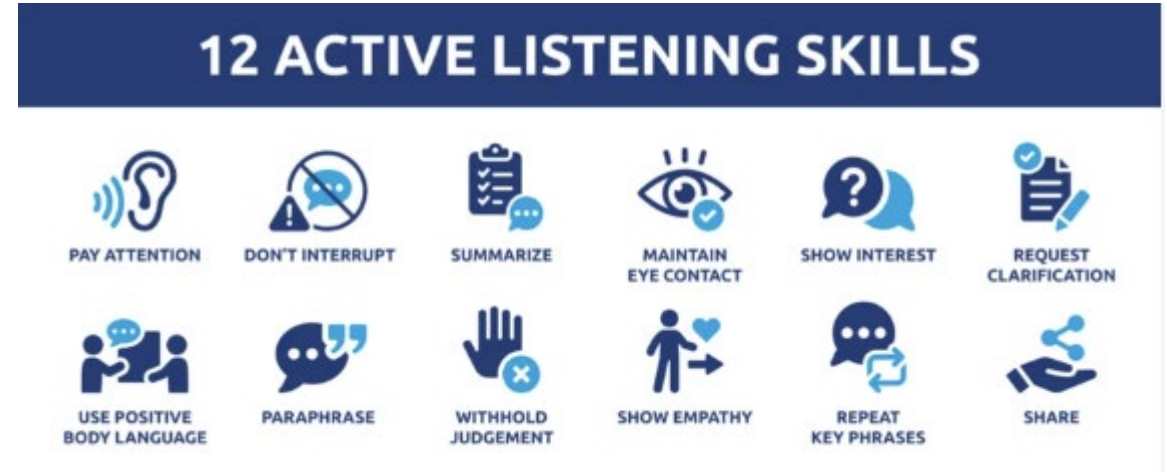 12 ACTIVE LISTENING SKILLS
PAY ATTENTION
DON'T INTERRUPT
SUMMARIZE
MAINTAIN
EYE CONTACT
SHOW INTEREST
REQUEST
CLARIFICATION
USE POSITIVE
BODY LANGUAGE
PARAPHRASE
WITHHOLD
JUDGEMENT
SHOW EMPATHY
REPEAT
KEY PHRASES
SHARE